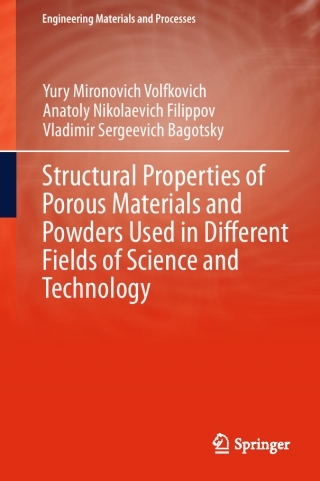 Engineering Materials and Processes
Yury Mironovich Volfkovich
Anatoly Nikolaevich Filippov
Vladimir Sergeevich Bagotsky
Structural Properties of
Porous Materials and
Powders Used in Different
Fields of Science and
Technology
Springer